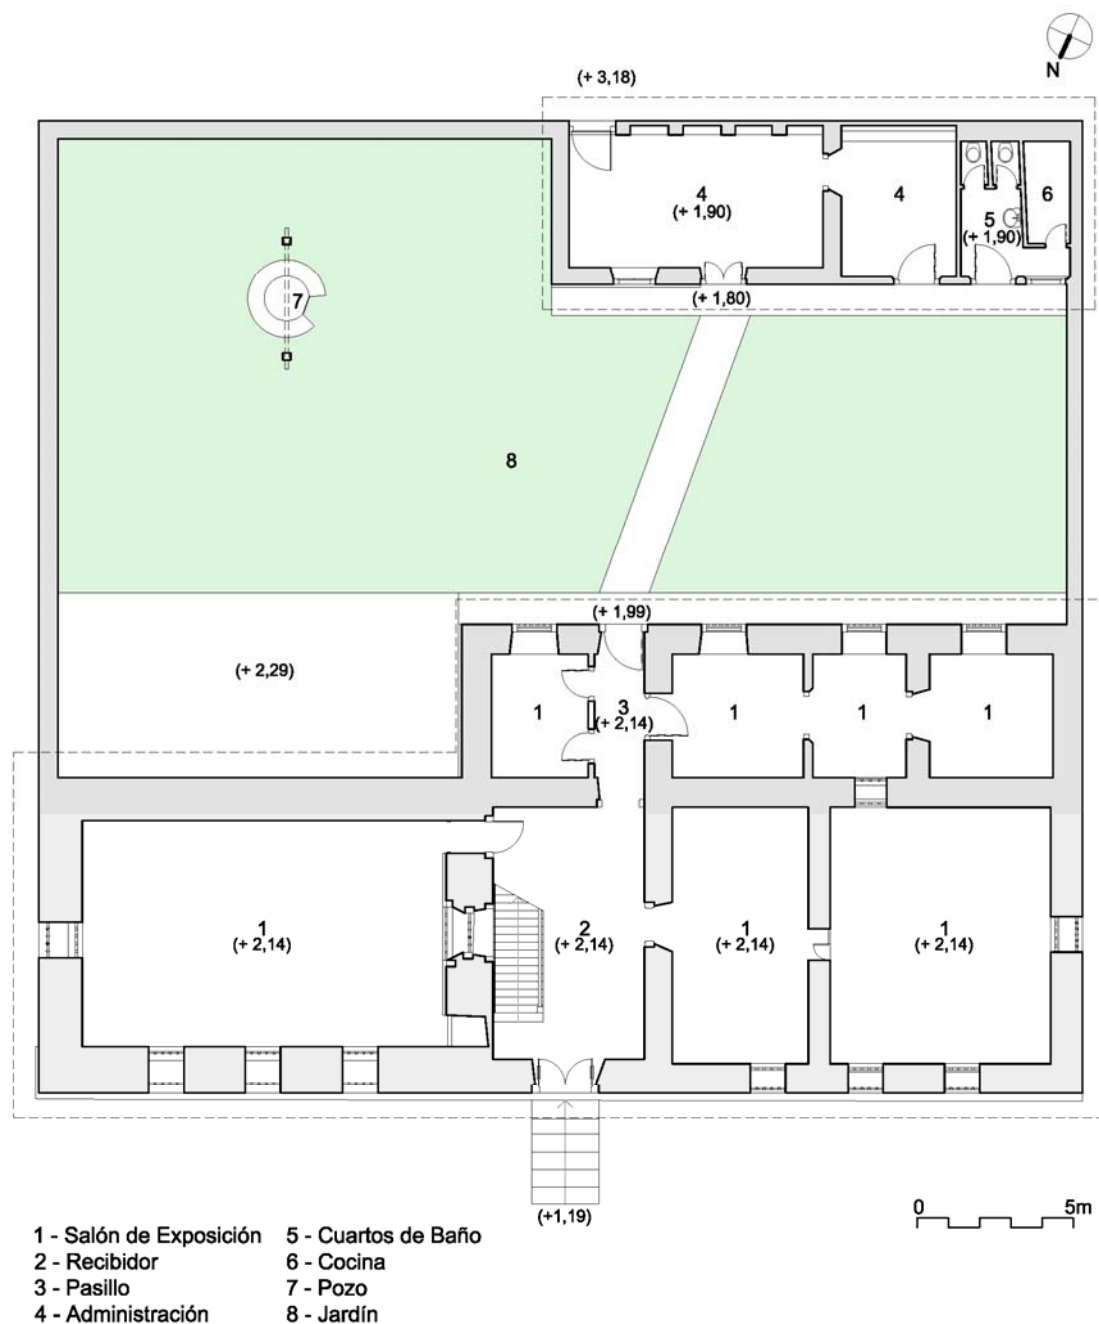 N
(+ 3,18)
4
(+ 1,90)
4
5
(+ 1,90)
6
(+ 1,80)
7
8
(+ 1,99)
(+ 2,29)
1
3
(+ 2,14)
1
1
1
1
(+ 2,14)
2
(+ 2,14)
1
(+ 2,14)
1
(+ 2,14)
(+1,19)
0 5m
1 - Salón de Exposición
2 - Recibidor
3 - Pasillo
4 - Administración
5 - Cuartos de Baño
6 - Cocina
7 - Pozo
8 - Jardín